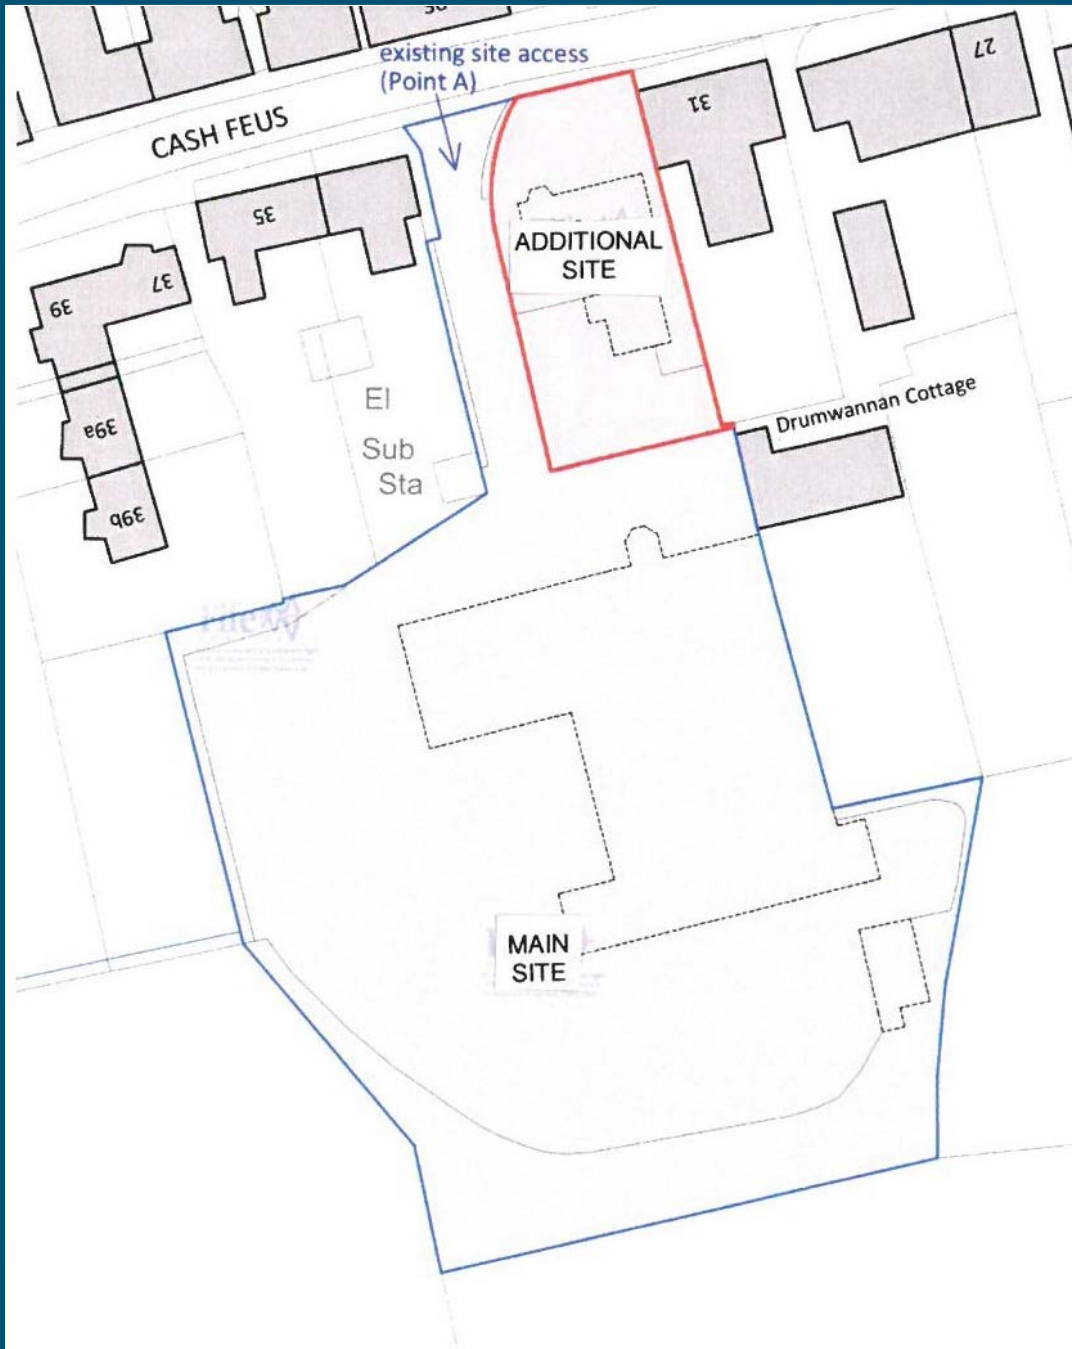 existing site access
(Point A)
CASH FEUS
27
31
35
37
39
39a
39b
ADDITIONAL
SITE
El
Sub
Sta
Drumwannan Cottage
MAIN
SITE